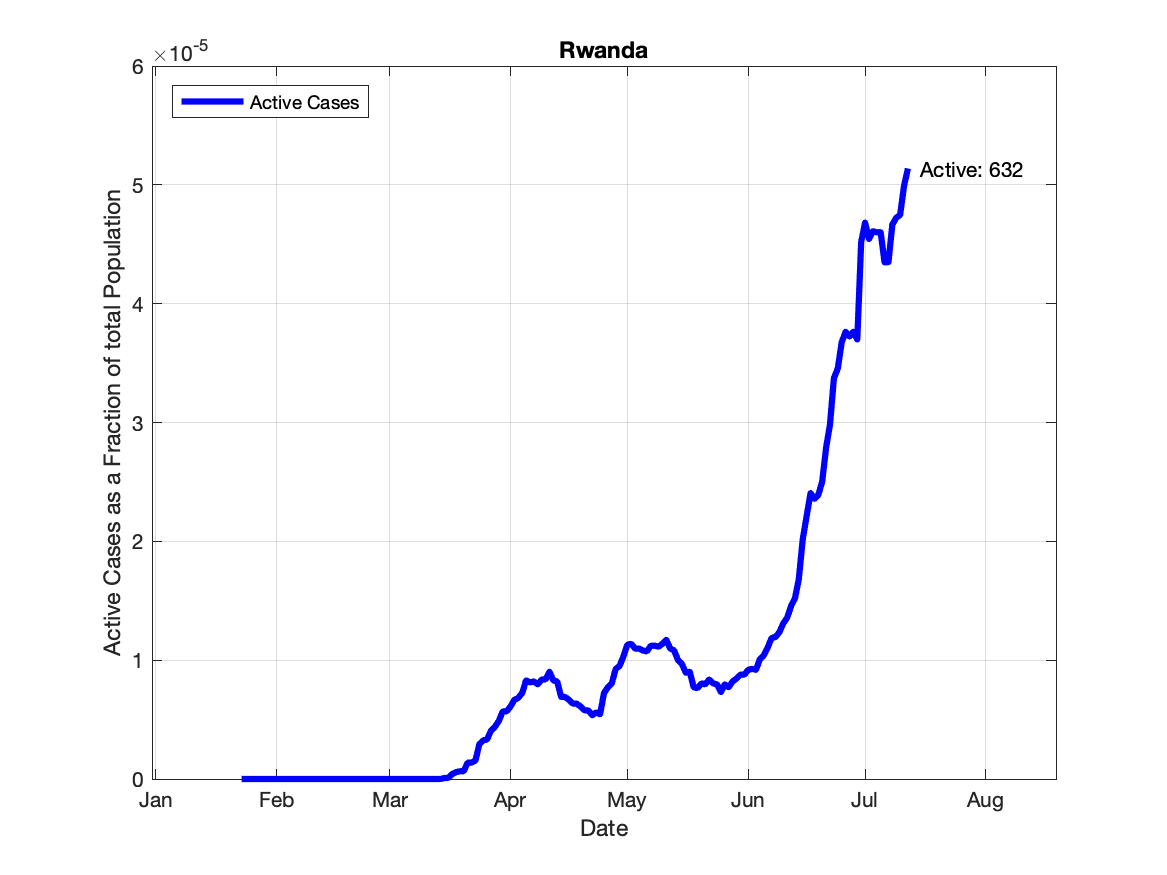 Rwanda
×10-5
Active Cases
Active: 632
6
5
4
3
2
1
0
Active Cases as a Fraction of total Population
Jan Feb Mar Apr May Jun Jul Aug
Date